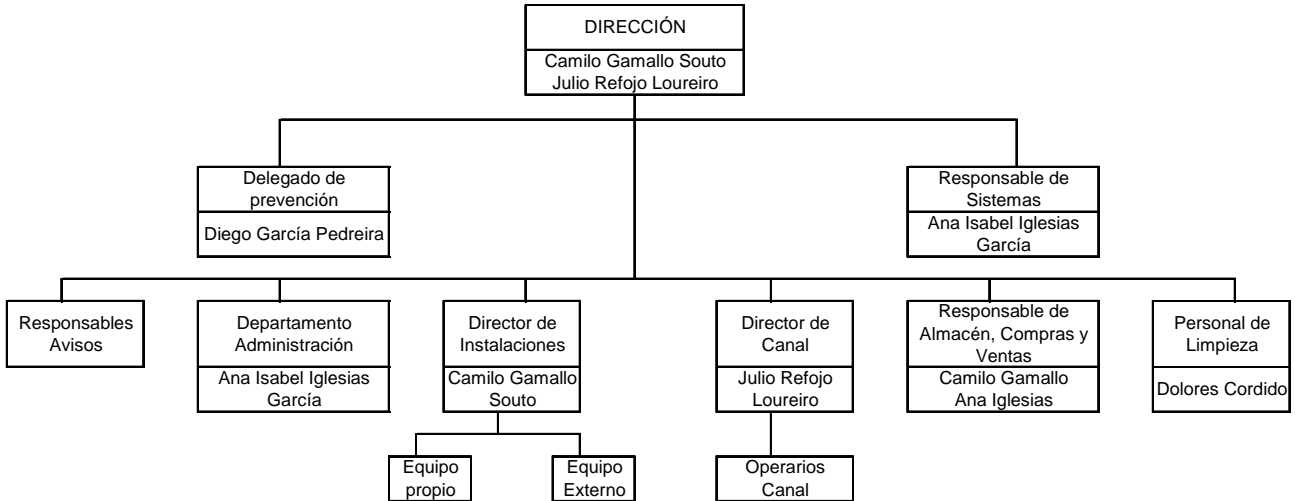 DIRECCIÓN
Camilo Gamallo Souto
Julio Refojo Loureiro
Delegado de
prevención
Diego García Pedreira
Responsable de
Sistemas
Ana Isabel Iglesias
García
Responsables
Avisos
Departamento
Administración
Ana Isabel Iglesias
García
Director de
Instalaciones
Camilo Gamallo
Souto
Director de
Canal
Julio Refojo
Loureiro
Responsable de
Almacén, Compras y
Ventas
Camilo Gamallo
Ana Iglesias
Personal de
Limpieza
Dolores Cordido
Equipo
propio
Equipo
Externo
Operarios
Canal